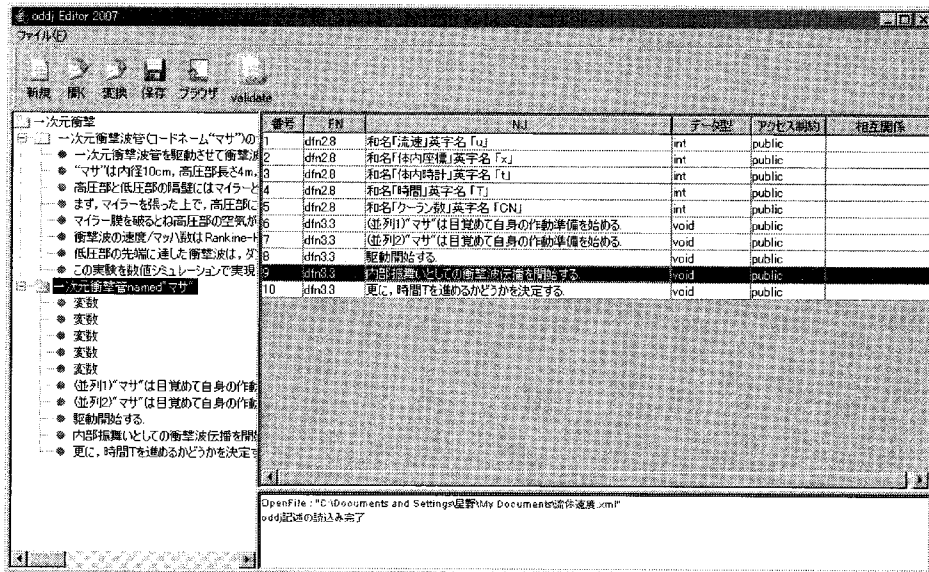 oddj Editor 2007
ファイル(F)
新規 開く 変換 保存 ブラウザ validate
一次元衝撃
一次元衝撃波管(コードネーム“マサ”)の
一次元衝撃波管を駆動させて衝撃波
“マサ”は内径10cm, 高圧部長さ4m,
高圧部と低圧部の隔壁にはマイラーと
まず, マイラーを張った上で, 高圧部に
マイラー膜を破るとね高圧部の空気が
衝撃波の速度/マッハ数は Rankine-H
低圧部の先端に達した衝撃波は, ダ
この実験を数値シュレーションで実現
一次元衝撃管named"マサ"
変数
変数
変数
変数
(並列1)"マサ"は目覚めて自身の作動
(並列2)"マサ"は目覚めて自身の作動
駆動開始する.
内部振舞いとしての衝撃波伝播を開始
更に, 時間Tを進めるかどうかを決定す
番号 FN NJ データ型 アクセス制約 相互関係
1 dfn2.8 和名「流速」英字名「u」 int public
2 dfn2.8 和名「体内座標」英字名「x」 int public
3 dfn2.8 和名「体内時計」英字名「t」 int public
4 dfn2.8 和名「時間」英字名「T」 int public
5 dfn2.8 和名「クーラン数」英字名「CN」 int public
6 dfn3.3 (並列1)"マサ"は目覚めて自身の作動準備を始める. void public
7 dfn3.3 (並列2)"マサ"は目覚めて自身の作動準備を始める. void public
8 dfn3.3 駆動開始する. void public
9 dfn3.3 内部振舞いとしての衝撃波伝播を開始する. void public
10 dfn3.3 更に, 時間Tを進めるかどうかを決定する. void public
OpenFile : "C:\Documents and Settings\星野\My Documents\流体速度.xml"
oddj記述の読込み完了